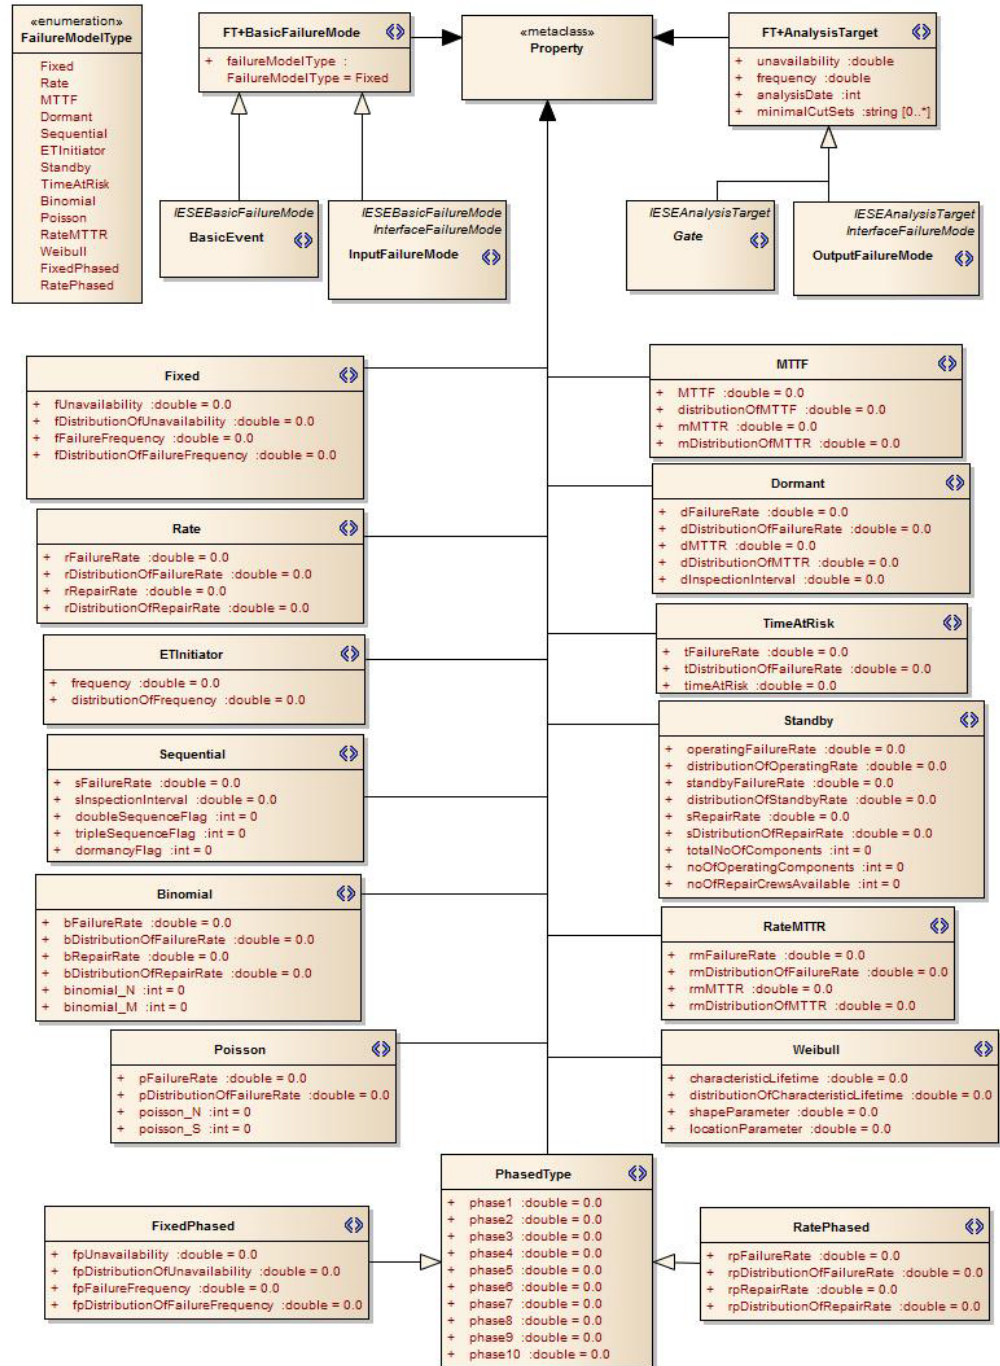 «enumeration»
FailureModelType
Fixed
Rate
MTTF
Dormant
Sequential
ETInitiator
Standby
TimeAtRisk
Binomial
Poisson
RateMTTR
Weibull
FixedPhased
RatePhased
FT+BasicFailureMode
+ failureModelType :
FailureModelType = Fixed
«metaclass»
Property
FT+AnalysisTarget
+ unavailability :double
+ frequency :double
+ analysisDate :int
+ minimalCutSets :string [0..*]
IESEBasicFailureMode
BasicEvent
IESEBasicFailureMode
InterfaceFailureMode
InputFailureMode
IESEAnalysisTarget
Gate
IESEAnalysisTarget
InterfaceFailureMode
OutputFailureMode
Fixed
+ fUnavailability :double = 0.0
+ fDistributionOfUnavailability :double = 0.0
+ fFailureFrequency :double = 0.0
+ fDistributionOfFailureFrequency :double = 0.0
MTTF
+ MTTF :double = 0.0
+ distributionOfMTTF :double = 0.0
+ mMTTR :double = 0.0
+ mDistributionOfMTTR :double = 0.0
Rate
+ rFailureRate :double = 0.0
+ rDistributionOfFailureRate :double = 0.0
+ rRepairRate :double = 0.0
+ rDistributionOfRepairRate :double = 0.0
Dormant
+ dFailureRate :double = 0.0
+ dDistributionOfFailureRate :double = 0.0
+ dMTTR :double = 0.0
+ dDistributionOfMTTR :double = 0.0
+ dInspectionInterval :double = 0.0
ETInitiator
+ frequency :double = 0.0
+ distributionOfFrequency :double = 0.0
TimeAtRisk
+ tFailureRate :double = 0.0
+ tDistributionOfFailureRate :double = 0.0
+ timeAtRisk :double = 0.0
Sequential
+ sFailureRate :double = 0.0
+ sInspectionInterval :double = 0.0
+ doubleSequenceFlag :int = 0
+ tripleSequenceFlag :int = 0
+ dormancyFlag :int = 0
Standby
+ operatingFailureRate :double = 0.0
+ distributionOfOperatingRate :double = 0.0
+ standbyFailureRate :double = 0.0
+ distributionOfStandbyRate :double = 0.0
+ sRepairRate :double = 0.0
+ sDistributionOfRepairRate :double = 0.0
+ totalNoOfComponents :int = 0
+ noOfOperatingComponents :int = 0
+ noOfRepairCrewsAvailable :int = 0
Binomial
+ bFailureRate :double = 0.0
+ bDistributionOfFailureRate :double = 0.0
+ bRepairRate :double = 0.0
+ bDistributionOfRepairRate :double = 0.0
+ binomial_N :int = 0
+ binomial_M :int = 0
RateMTTR
+ rmFailureRate :double = 0.0
+ rmDistributionOfFailureRate :double = 0.0
+ rmMTTR :double = 0.0
+ rmDistributionOfMTTR :double = 0.0
Poisson
+ pFailureRate :double = 0.0
+ pDistributionOfFailureRate :double = 0.0
+ poisson_N :int = 0
+ poisson_S :int = 0
Weibull
+ characteristicLifetime :double = 0.0
+ distributionOfCharacteristicLifetime :double = 0.0
+ shapeParameter :double = 0.0
+ locationParameter :double = 0.0
PhasedType
+ phase1 :double = 0.0
+ phase2 :double = 0.0
+ phase3 :double = 0.0
+ phase4 :double = 0.0
+ phase5 :double = 0.0
+ phase6 :double = 0.0
+ phase7 :double = 0.0
+ phase8 :double = 0.0
+ phase9 :double = 0.0
+ phase10 :double = 0.0
FixedPhased
+ fpUnavailability :double = 0.0
+ fpDistributionOfUnavailability :double = 0.0
+ fpFailureFrequency :double = 0.0
+ fpDistributionOfFailureFrequency :double = 0.0
RatePhased
+ rpFailureRate :double = 0.0
+ rpDistributionOfFailureRate :double = 0.0
+ rpRepairRate :double = 0.0
+ rpDistributionOfRepairRate :double = 0.0